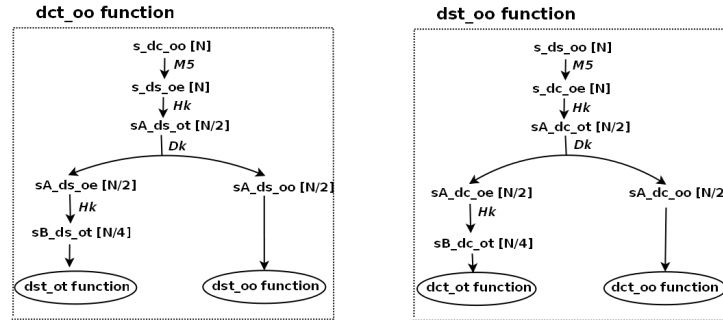 dct_oo function
s_dc_oo [N]
M5
s_ds_oe [N]
Hk
sA_ds_ot [N/2]
Dk
sA_ds_oe [N/2]
sA_ds_oo [N/2]
Hk
sB_ds_ot [N/4]
dst_ot function
dst_oo function
dst_oo function
s_ds_oo [N]
M5
s_dc_oe [N]
Hk
sA_dc_ot [N/2]
Dk
sA_dc_oe [N/2]
sA_dc_oo [N/2]
Hk
sB_dc_ot [N/4]
dct_ot function
dct_oo function